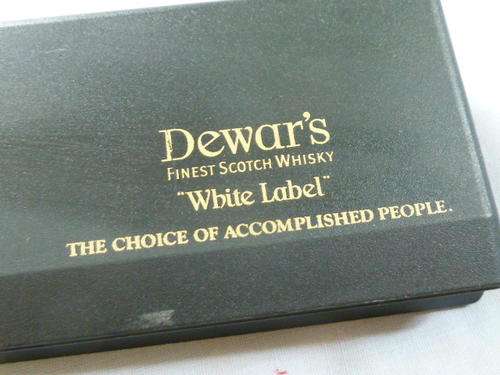 Dewar's
FINEST SCOTCH WHISKY
"White Label"
THE CHOICE OF ACCOMPLISHED PEOPLE.